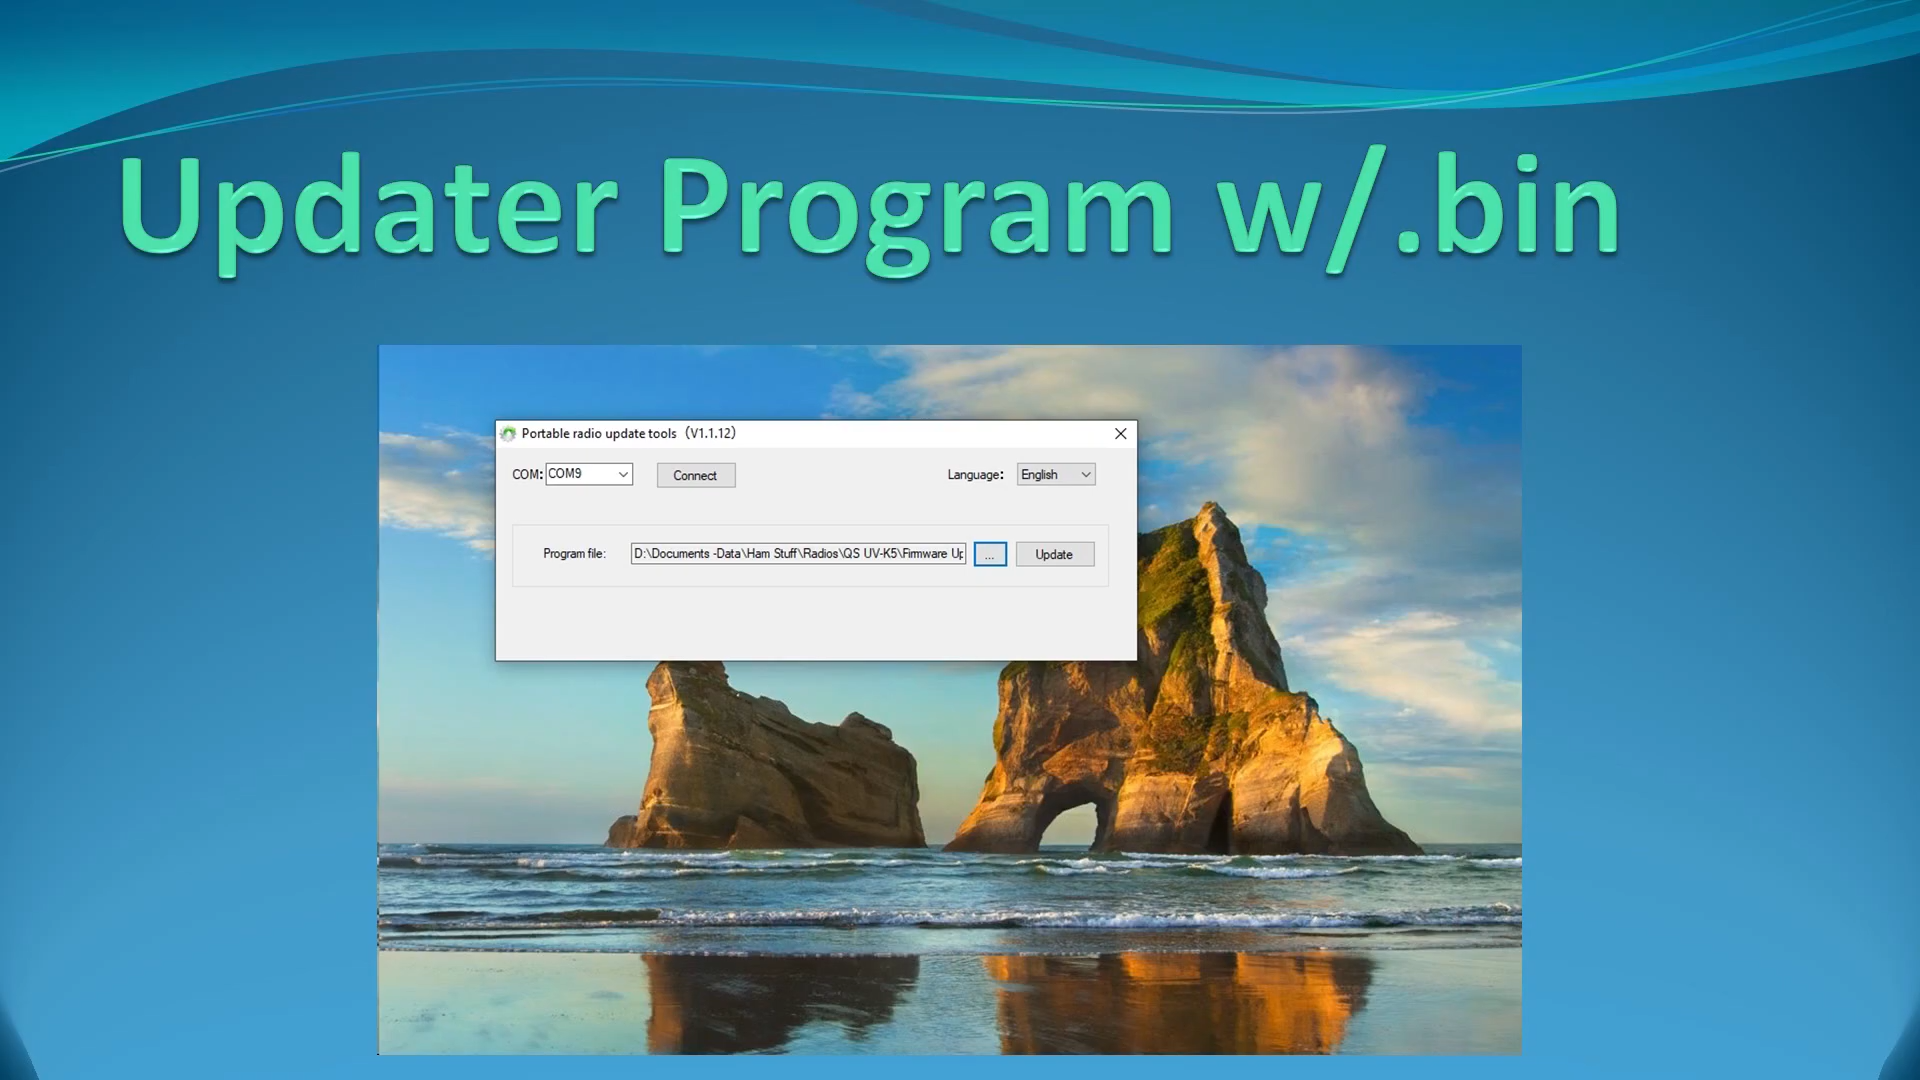 Updater Program w/.bin
Portable radio update tools (V1.1.12)
COM: COM9 Connect Language: English
Program file: D:\Documents -Data\Ham Stuff\Radios\QS UV-K5\Firmware Up ... Update